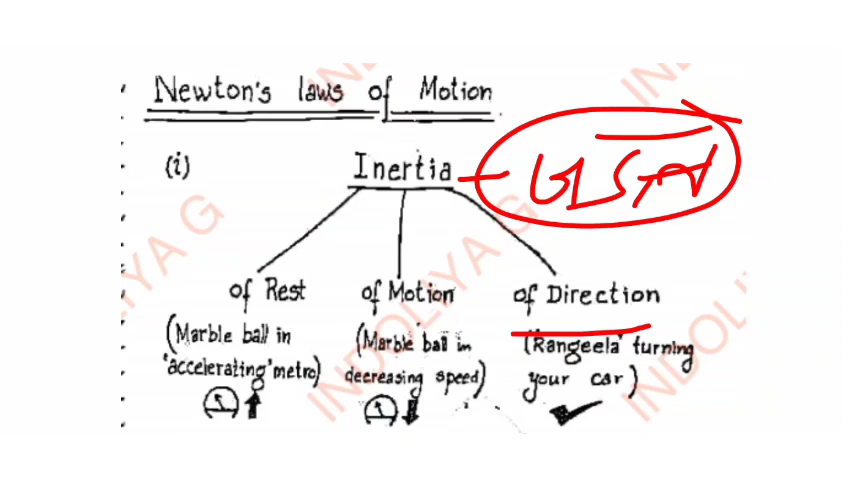 Newton's laws of Motion
(i)
Inertia
of Rest
(Marble ball in
'accelerating' metro)
of Motion
(Marble ball in
decreasing speed)
of Direction
('Rangeela' turning
your car)
INDOLIYA G